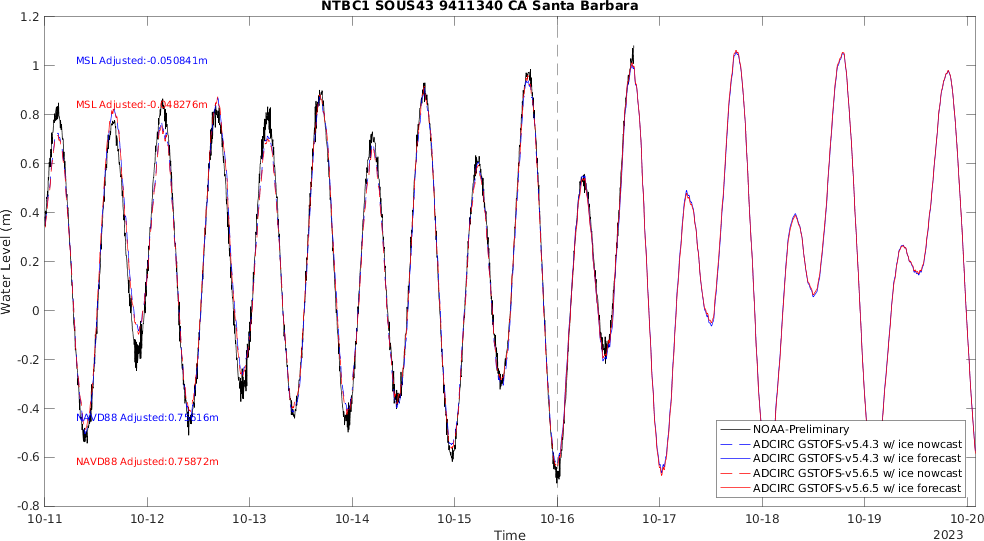 NTBC1 SOUS43 9411340 CA Santa Barbara
1.2
1
0.8
0.6
0.4
0.2
0
-0.2
-0.4
-0.6
-0.8
Water Level (m)
MSL Adjusted:-0.050841m
MSL Adjusted:-0.048276m
NAVD88 Adjusted:0.75616m
NAVD88 Adjusted:0.75872m
NOAA-Preliminary
ADCIRC GSTOFS-v5.4.3 w/ ice nowcast
ADCIRC GSTOFS-v5.4.3 w/ ice forecast
ADCIRC GSTOFS-v5.6.5 w/ ice nowcast
ADCIRC GSTOFS-v5.6.5 w/ ice forecast
10-11 10-12 10-13 10-14 10-15 10-16 10-17 10-18 10-19 10-20
Time
2023